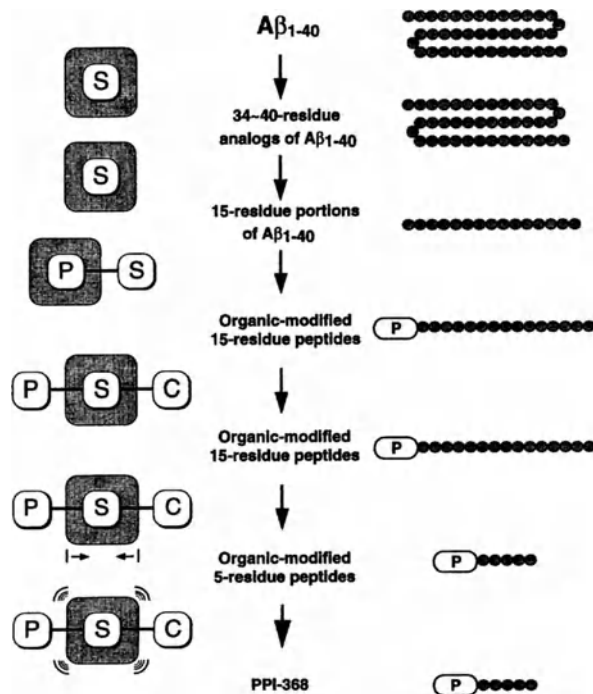 Aβ1-40
S
34~40-residue
analogs of Aβ1-40
S
15-residue portions
of Aβ1-40
P S
Organic-modified
15-residue peptides
P
P S C
Organic-modified
15-residue peptides
P
P S C
Organic-modified
5-residue peptides
P
P S C
PPI-368
P